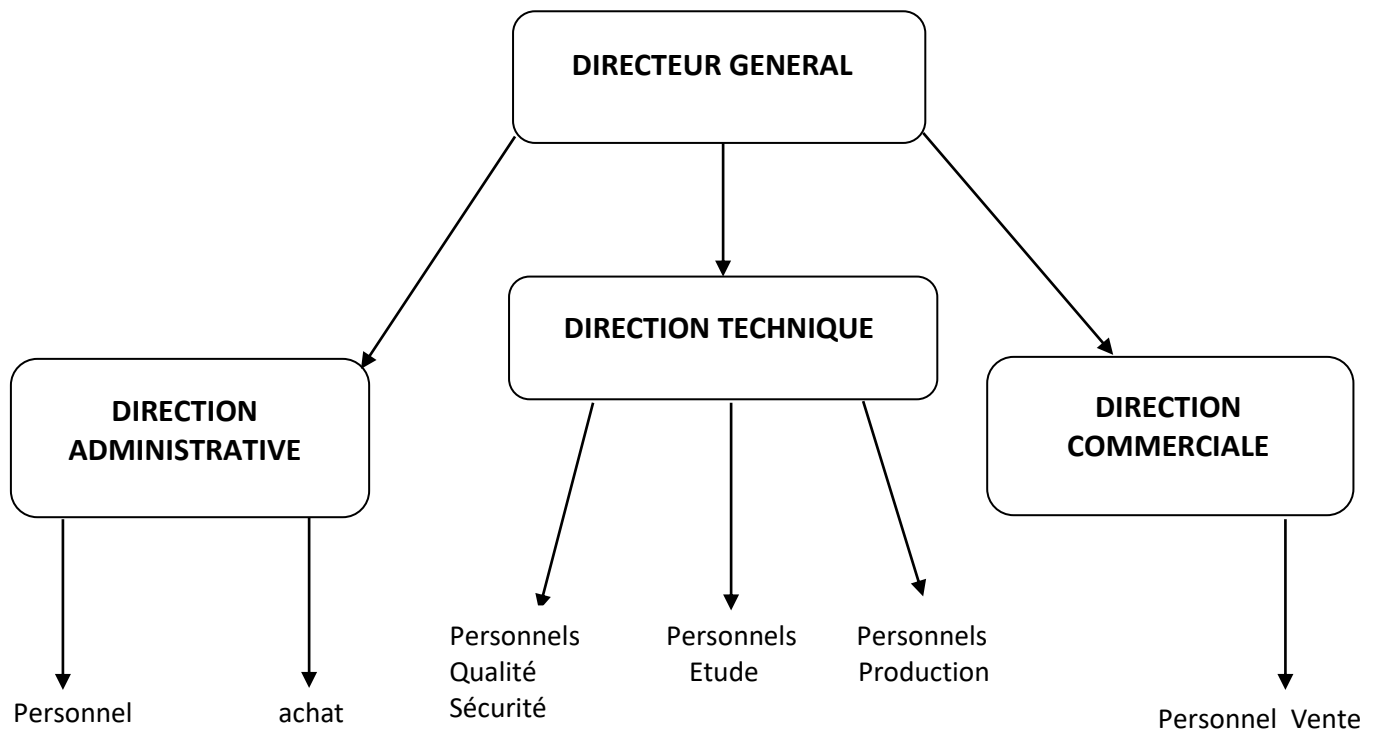 DIRECTEUR GENERAL
DIRECTION TECHNIQUE
DIRECTION
ADMINISTRATIVE
DIRECTION
COMMERCIALE
Personnels
Qualité
Sécurité
Personnels
Etude
Personnels
Production
Personnel
achat
Personnel Vente